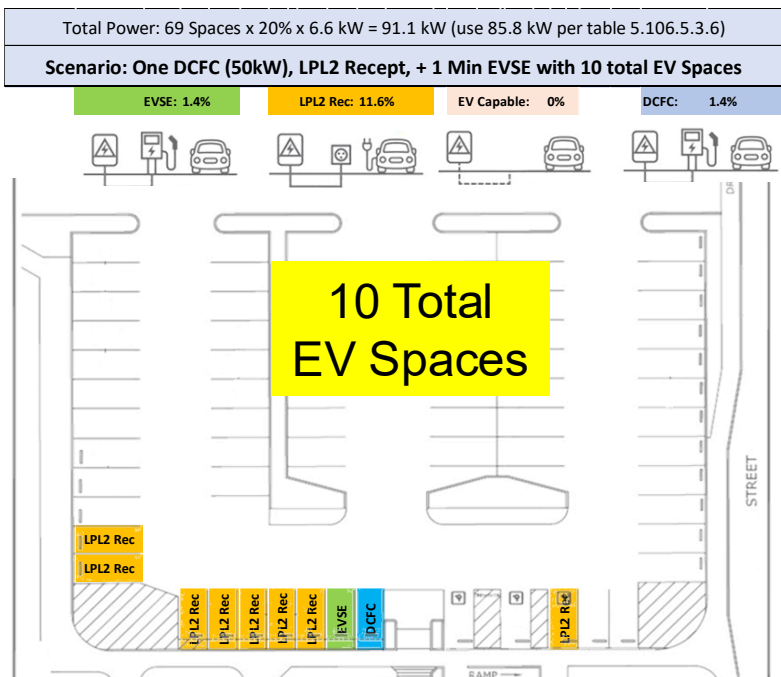 Total Power: 69 Spaces x 20% x 6.6 kW = 91.1 kW (use 85.8 kW per table 5.106.5.3.6)
Scenario: One DCFC (50kW), LPL2 Recept, + 1 Min EVSE with 10 total EV Spaces
EVSE: 1.4%
LPL2 Rec: 11.6%
EV Capable: 0%
DCFC: 1.4%
10 Total
EV Spaces
STREET
LPL2 Rec
LPL2 Rec
LPL2 Rec
LPL2 Rec
LPL2 Rec
LPL2 Rec
LPL2 Rec
EVSE
DCFC
LPL2 Rec
RAMP